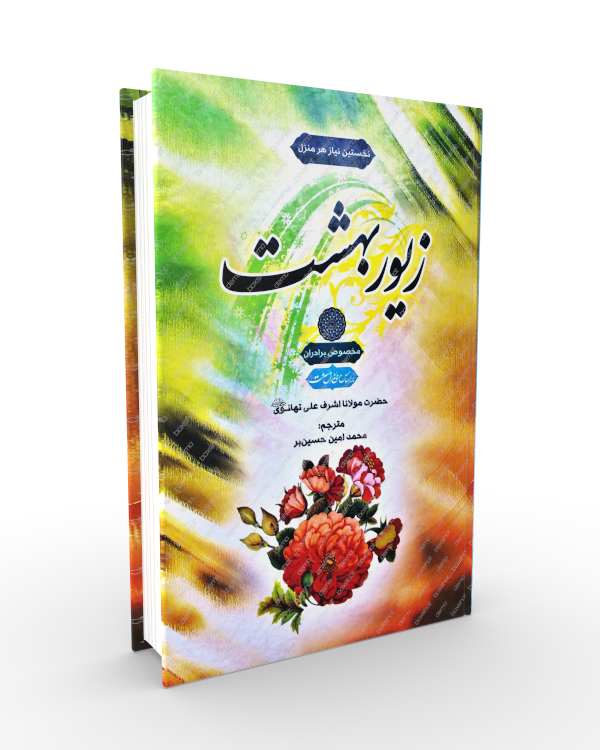 نخستین نیاز هر منزل
زیور بهشت
مخصوص برادران
حضرت مولانا اشرف علی تهانوی
مترجم:
محمد امین حسین‌بر